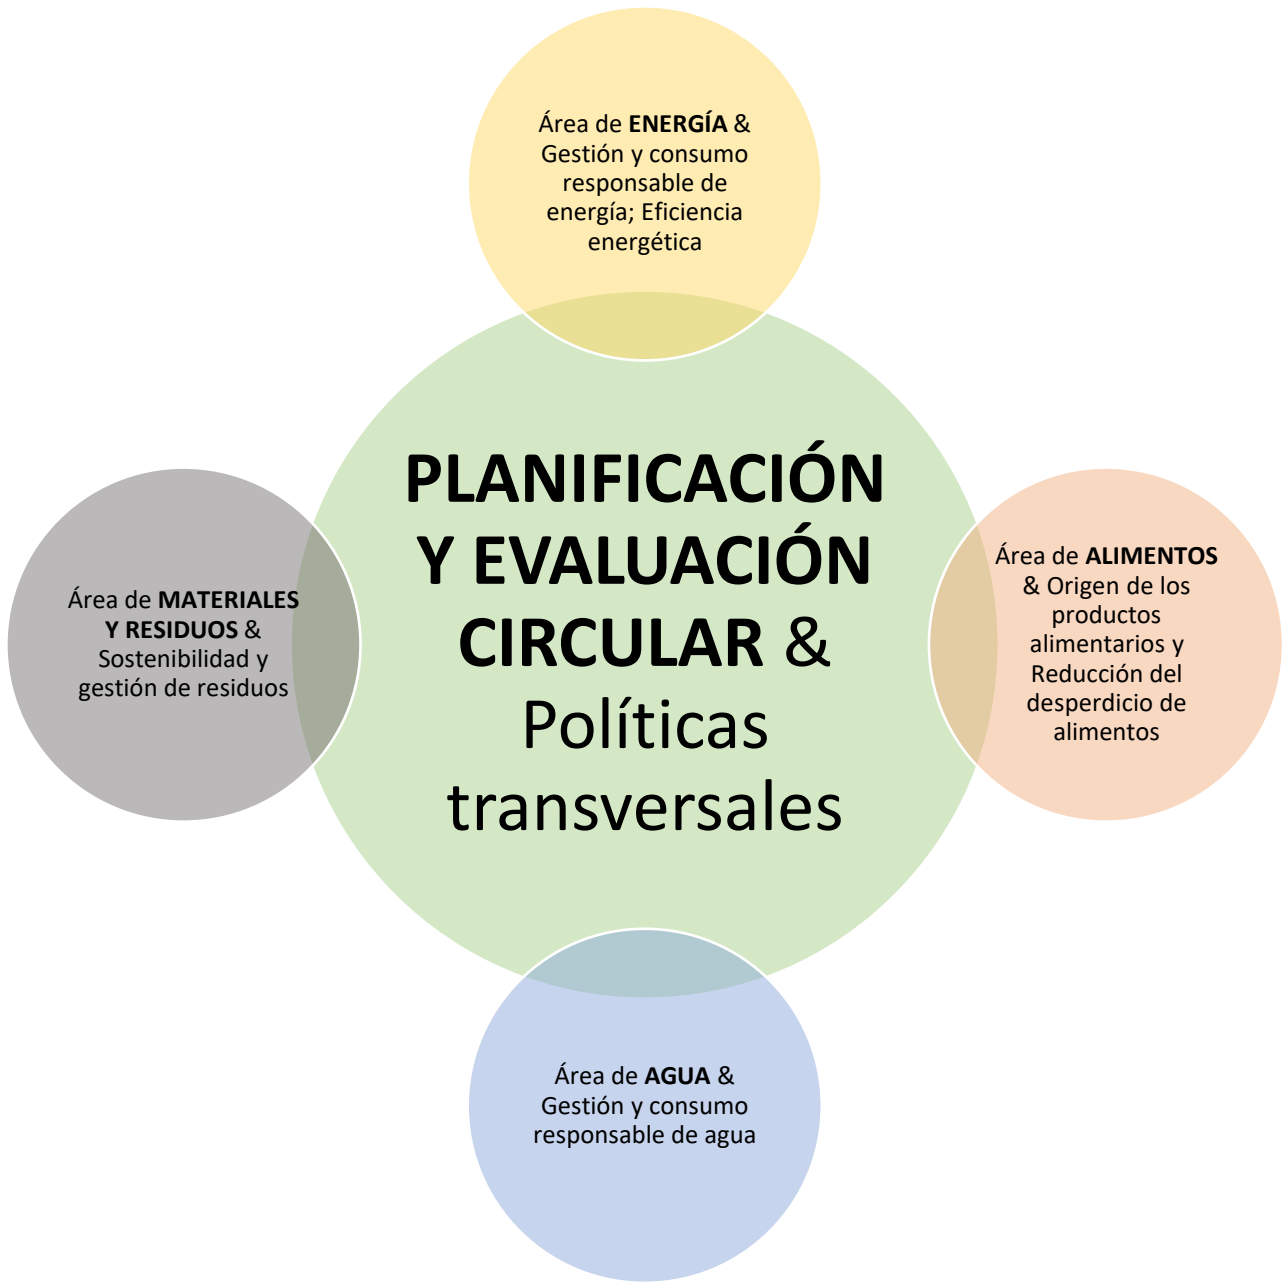 Área de ENERGÍA &
Gestión y consumo
responsable de
energía; Eficiencia
energética
PLANIFICACIÓN
Y EVALUACIÓN
CIRCULAR &
Políticas
transversales
Área de MATERIALES
Y RESIDUOS &
Sostenibilidad y
gestión de residuos
Área de ALIMENTOS
& Origen de los
productos
alimentarios y
Reducción del
desperdicio de
alimentos
Área de AGUA &
Gestión y consumo
responsable de agua